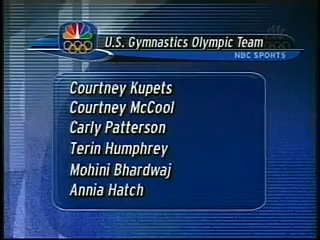 U.S. Gymnastics Olympic Team
NBC SPORTS
Courtney Kupets
Courtney McCool
Carly Patterson
Terin Humphrey
Mohini Bhardwaj
Annia Hatch